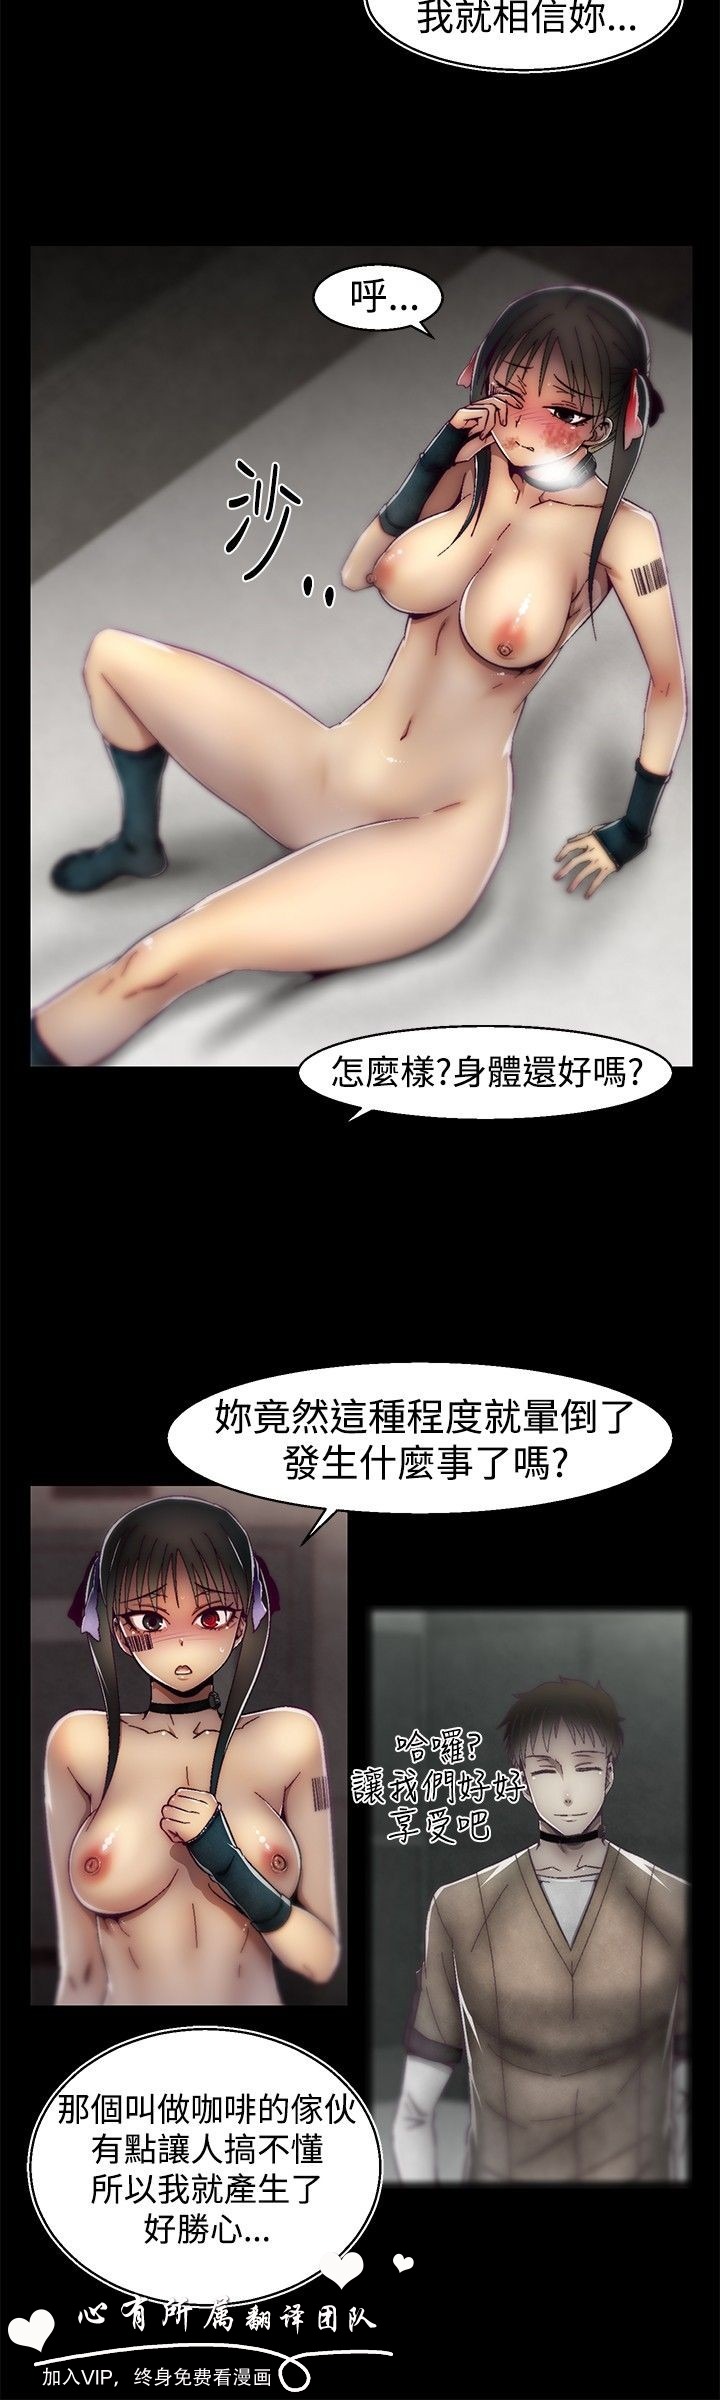 我就相信妳...
呼...
沙..
怎麼樣?身體還好嗎?
妳竟然這種程度就暈倒了
發生什麼事了嗎?
哈囉?
讓我們好好
享受吧
那個叫做咖啡的傢伙
有點讓人搞不懂
所以我就產生了
好勝心...
心有所属翻译团队
加入VIP，终身免费看漫画